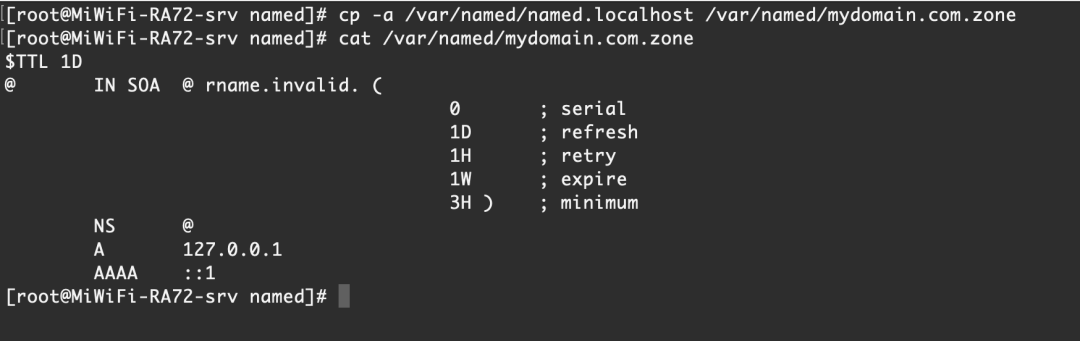 [root@MiWiFi-RA72-srv named]# cp -a /var/named/named.localhost /var/named/mydomain.com.zone
[root@MiWiFi-RA72-srv named]# cat /var/named/mydomain.com.zone
$TTL 1D
@       IN SOA  @ rname.invalid. (
                                        0       ; serial
                                        1D      ; refresh
                                        1H      ; retry
                                        1W      ; expire
                                        3H )    ; minimum
        NS      @
        A       127.0.0.1
        AAAA    ::1
[root@MiWiFi-RA72-srv named]#